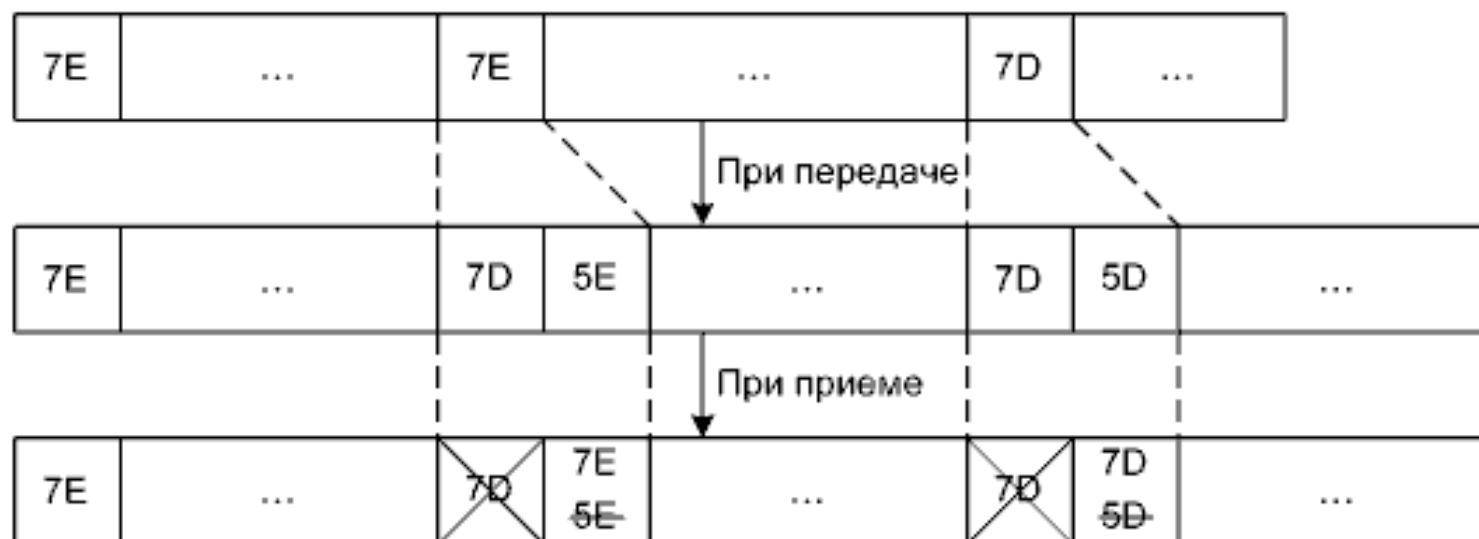 7E ... 7E ... 7D ...
При передаче
7E ... 7D 5E ... 7D 5D ...
При приеме
7E ... 7D 7E ... 7D 7D ...
5E 5D